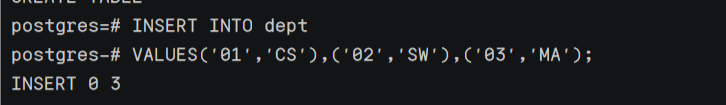 postgres=# INSERT INTO dept
postgres-# VALUES('01','CS'),('02','SW'),('03','MA');
INSERT 0 3